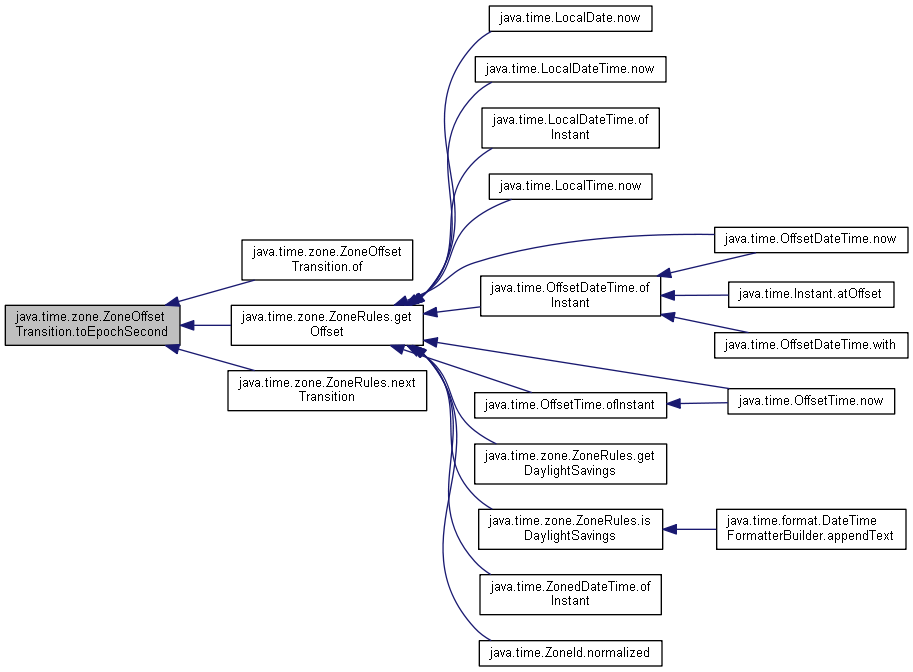 java.time.LocalDate.now
java.time.LocalDateTime.now
java.time.LocalDateTime.of
Instant
java.time.LocalTime.now
java.time.zone.ZoneOffset
Transition.of
java.time.OffsetDateTime.now
java.time.OffsetDateTime.of
Instant
java.time.Instant.atOffset
java.time.zone.ZoneOffset
Transition.toEpochSecond
java.time.zone.ZoneRules.get
Offset
java.time.OffsetDateTime.with
java.time.zone.ZoneRules.next
Transition
java.time.OffsetTime.ofInstant
java.time.OffsetTime.now
java.time.zone.ZoneRules.get
DaylightSavings
java.time.zone.ZoneRules.is
DaylightSavings
java.time.format.DateTime
FormatterBuilder.appendText
java.time.ZonedDateTime.of
Instant
java.time.ZoneId.normalized